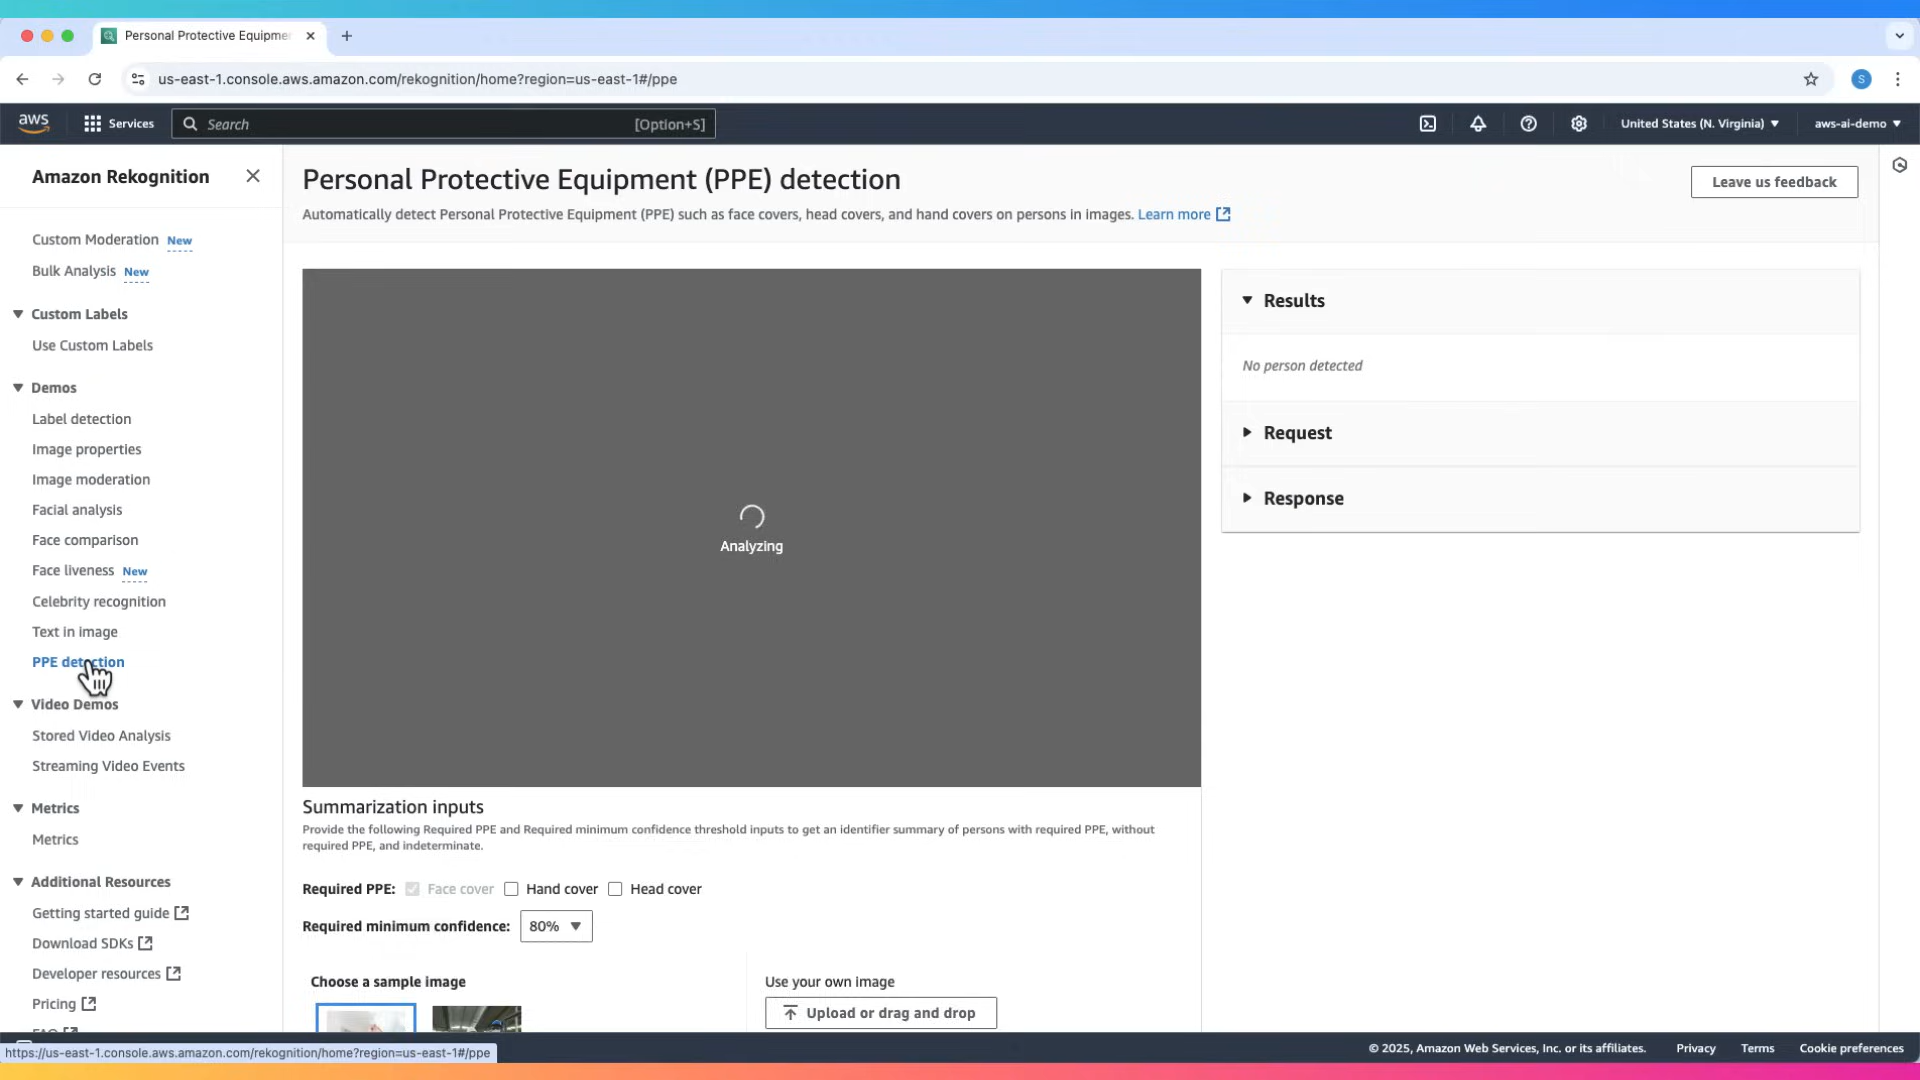 Personal Protective Equipme
us-east-1.console.aws.amazon.com/rekognition/home?region=us-east-1#/ppe
S
aws
Services
Search
[Option+S]
United States (N. Virginia)
aws-ai-demo
Amazon Rekognition
Custom Moderation New
Bulk Analysis New
Custom Labels
Use Custom Labels
Demos
Label detection
Image properties
Image moderation
Facial analysis
Face comparison
Face liveness New
Celebrity recognition
Text in image
PPE detection
Video Demos
Stored Video Analysis
Streaming Video Events
Metrics
Metrics
Additional Resources
Getting started guide
Download SDKs
Developer resources
Pricing
FAQ
Personal Protective Equipment (PPE) detection
Automatically detect Personal Protective Equipment (PPE) such as face covers, head covers, and hand covers on persons in images. Learn more
Leave us feedback
Analyzing
Results
No person detected
Request
Response
Summarization inputs
Provide the following Required PPE and Required minimum confidence threshold inputs to get an identifier summary of persons with required PPE, without
required PPE, and indeterminate.
Required PPE: Face cover Hand cover Head cover
Required minimum confidence: 80%
Choose a sample image
Use your own image
Upload or drag and drop
https://us-east-1.console.aws.amazon.com/rekognition/home?region=us-east-1#/ppe
© 2025, Amazon Web Services, Inc. or its affiliates.
Privacy
Terms
Cookie preferences